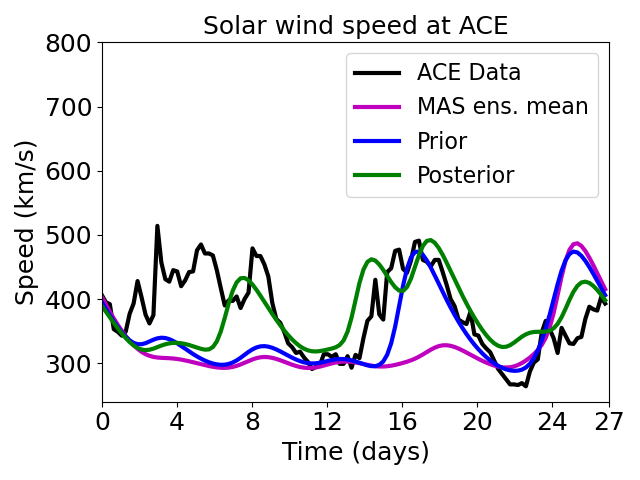 Solar wind speed at ACE
800
700
600
500
400
300
Speed (km/s)
ACE Data
MAS ens. mean
Prior
Posterior
0 4 8 12 16 20 24 27
Time (days)